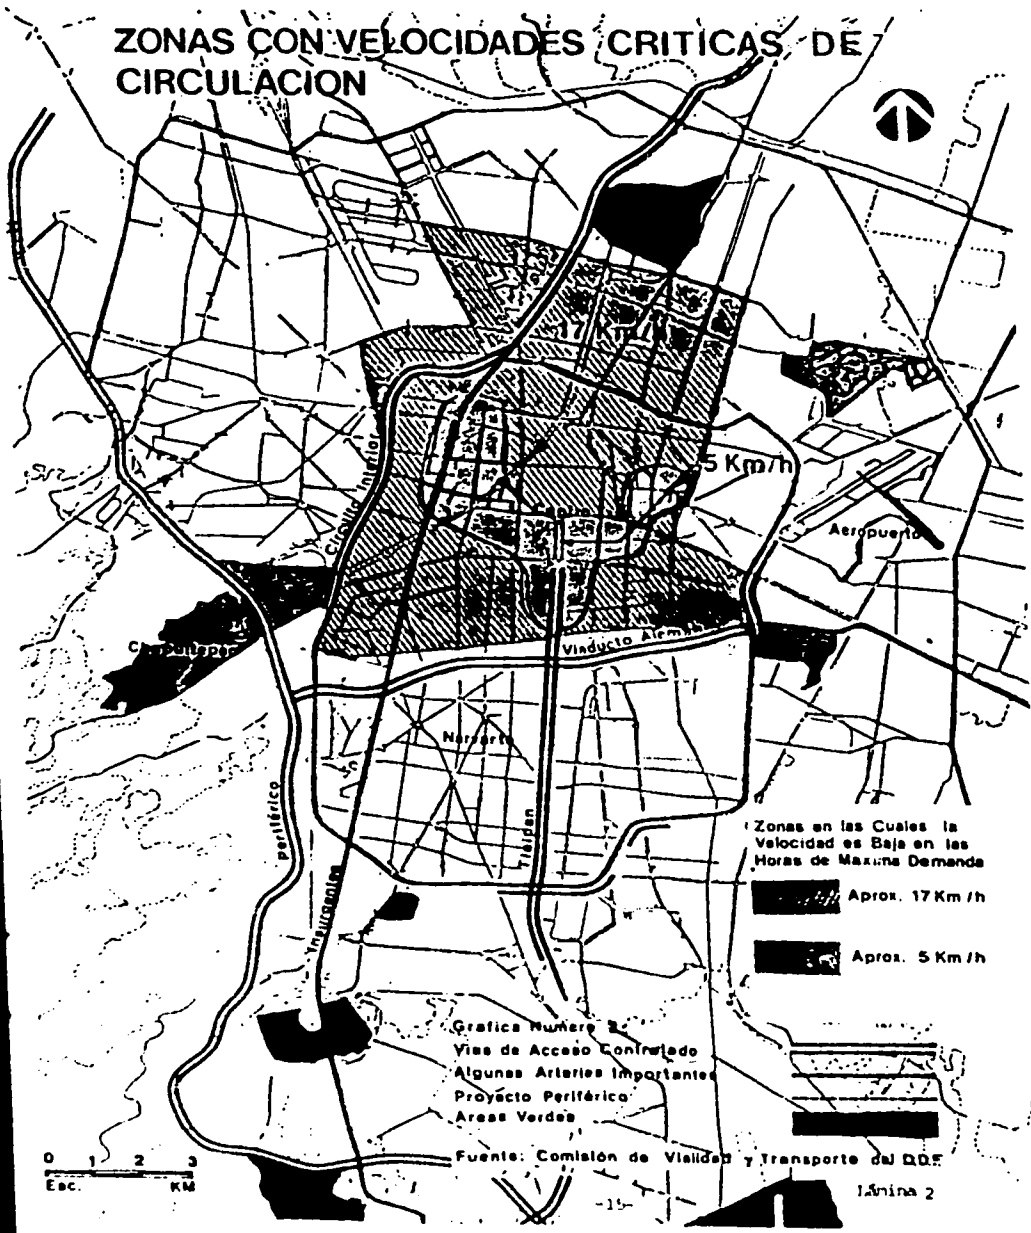 ZONAS CON VELOCIDADES CRITICAS DE
CIRCULACION
17
5 Km/h
Circuito Interior
Centro
Aeropuerto
Chapultepec
Viaducto Aleman
Narvarte
periférico
Tlalpan
Insurgentes
Zonas en las Cuales la
Velocidad es Baja en las
Horas de Maxima Demanda
Aprox. 17 Km/h
Aprox. 5 Km/h
Grafica Numero 2
Vias de Acceso Controlado
Algunas Arterias Importantes
Proyecto Periférico
Areas Verdes
Fuente: Comisión de Vialidad y Transporte del D.D.F.
0 1 2 3
Esc. KM
-15-
Lámina 2